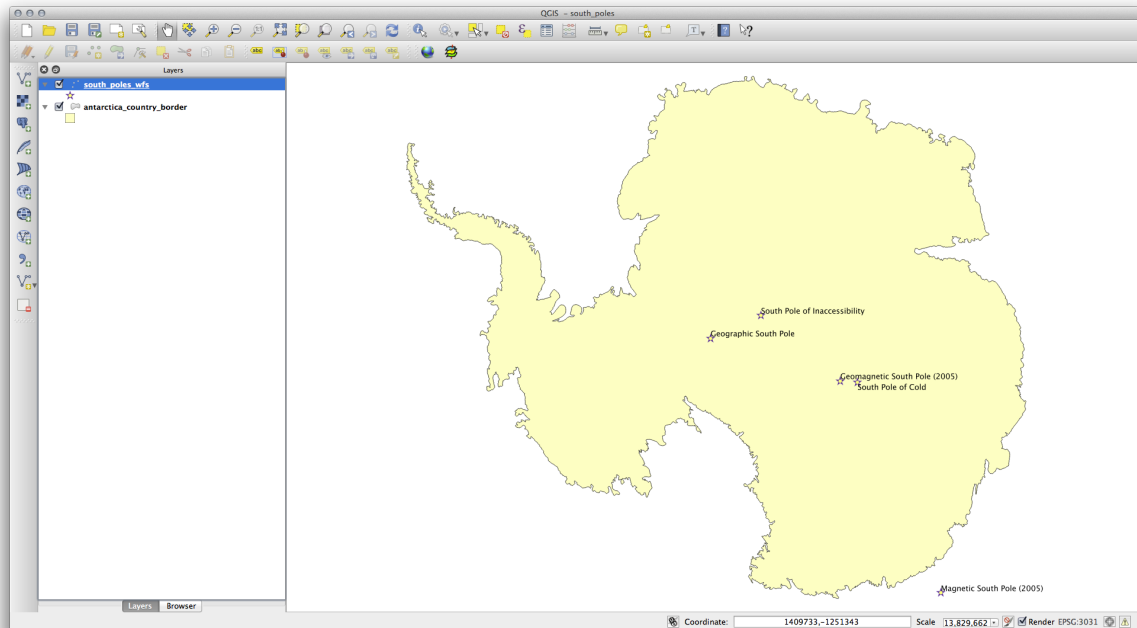 QGIS - south_poles
Layers
south_poles_wfs
antarctica_country_border
South Pole of Inaccessibility
Geographic South Pole
Geomagnetic South Pole (2005)
South Pole of Cold
Magnetic South Pole (2005)
Layers Browser
Coordinate: 1409733,-1251343 Scale 13,829,662 Render EPSG:3031